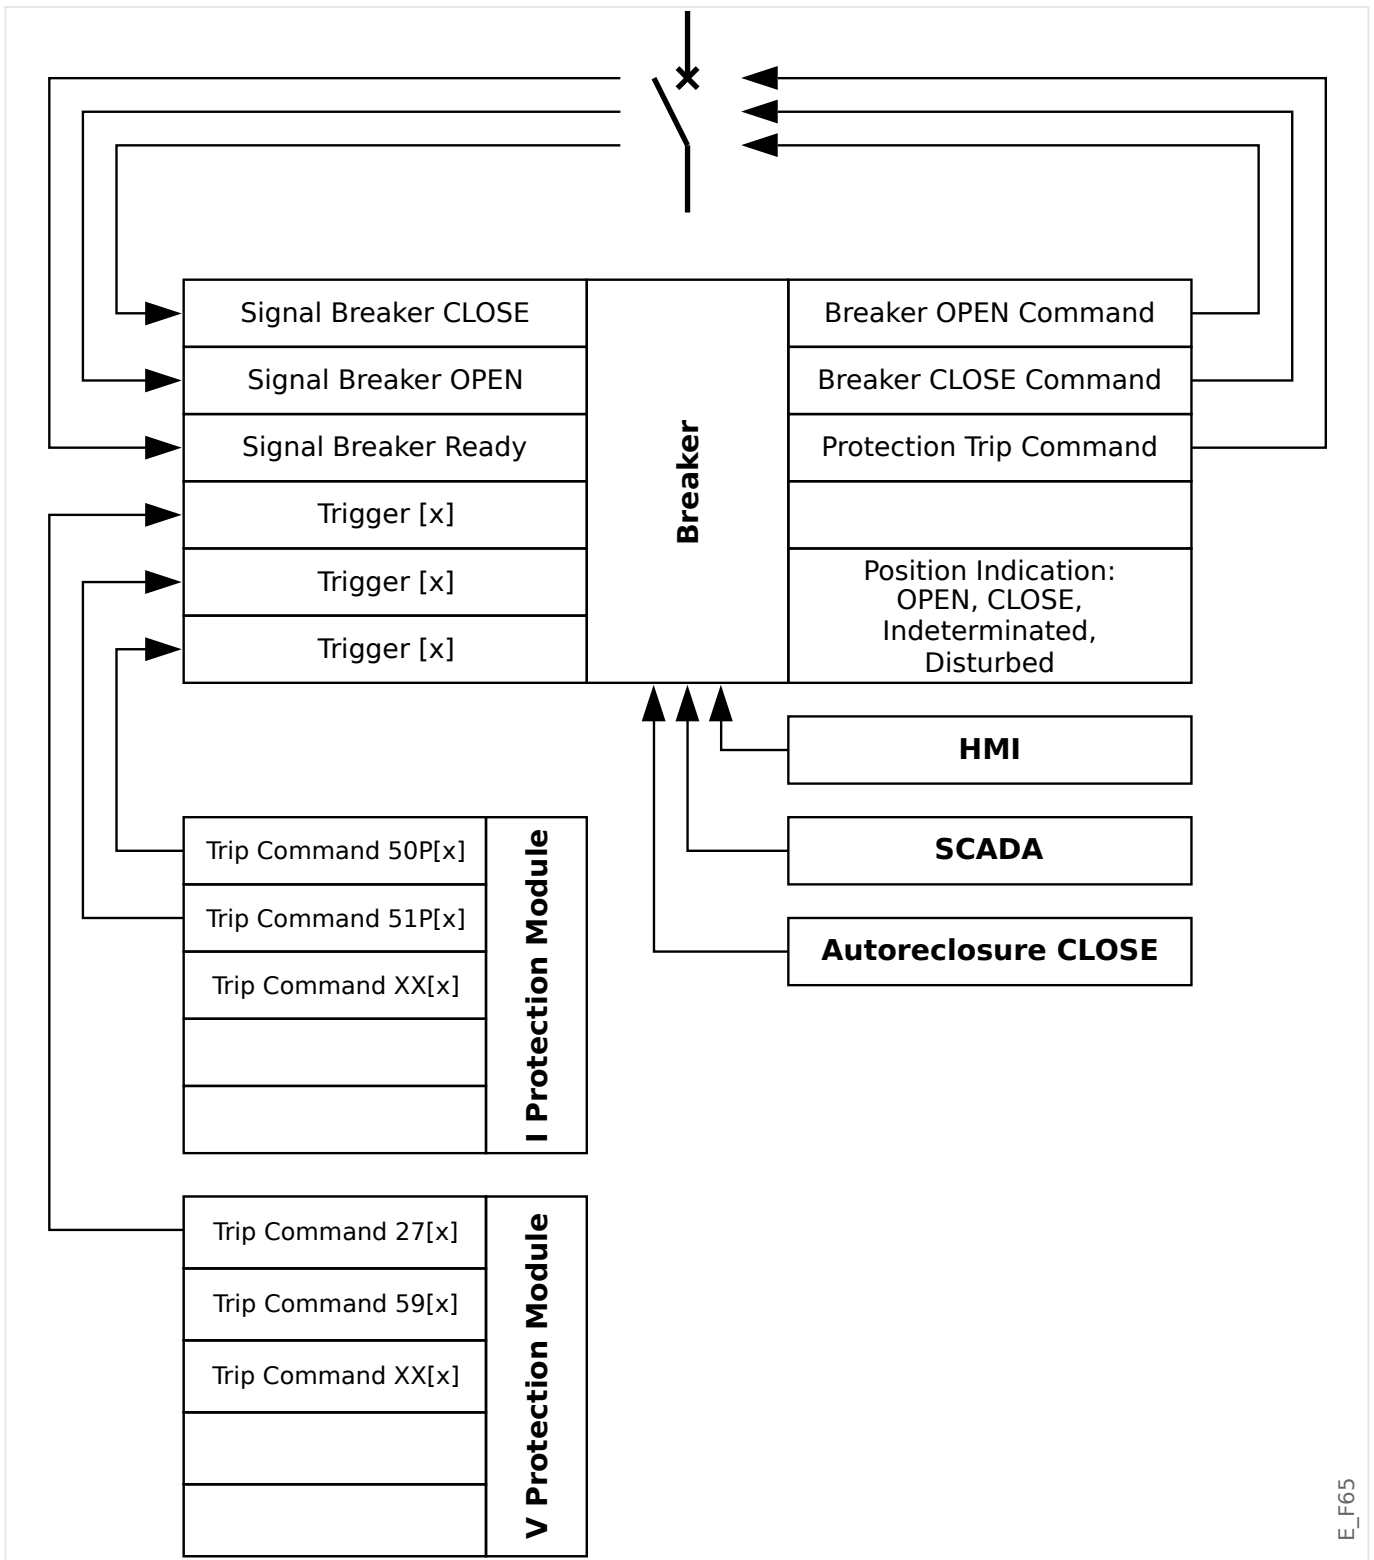 Signal Breaker CLOSE
Signal Breaker OPEN
Signal Breaker Ready
Trigger [x]
Trigger [x]
Trigger [x]
Breaker
Breaker OPEN Command
Breaker CLOSE Command
Protection Trip Command
Position Indication:
OPEN, CLOSE,
Indeterminated,
Disturbed
HMI
SCADA
Autoreclosure CLOSE
Trip Command 50P[x]
Trip Command 51P[x]
Trip Command XX[x]
I Protection Module
Trip Command 27[x]
Trip Command 59[x]
Trip Command XX[x]
V Protection Module
E_F65